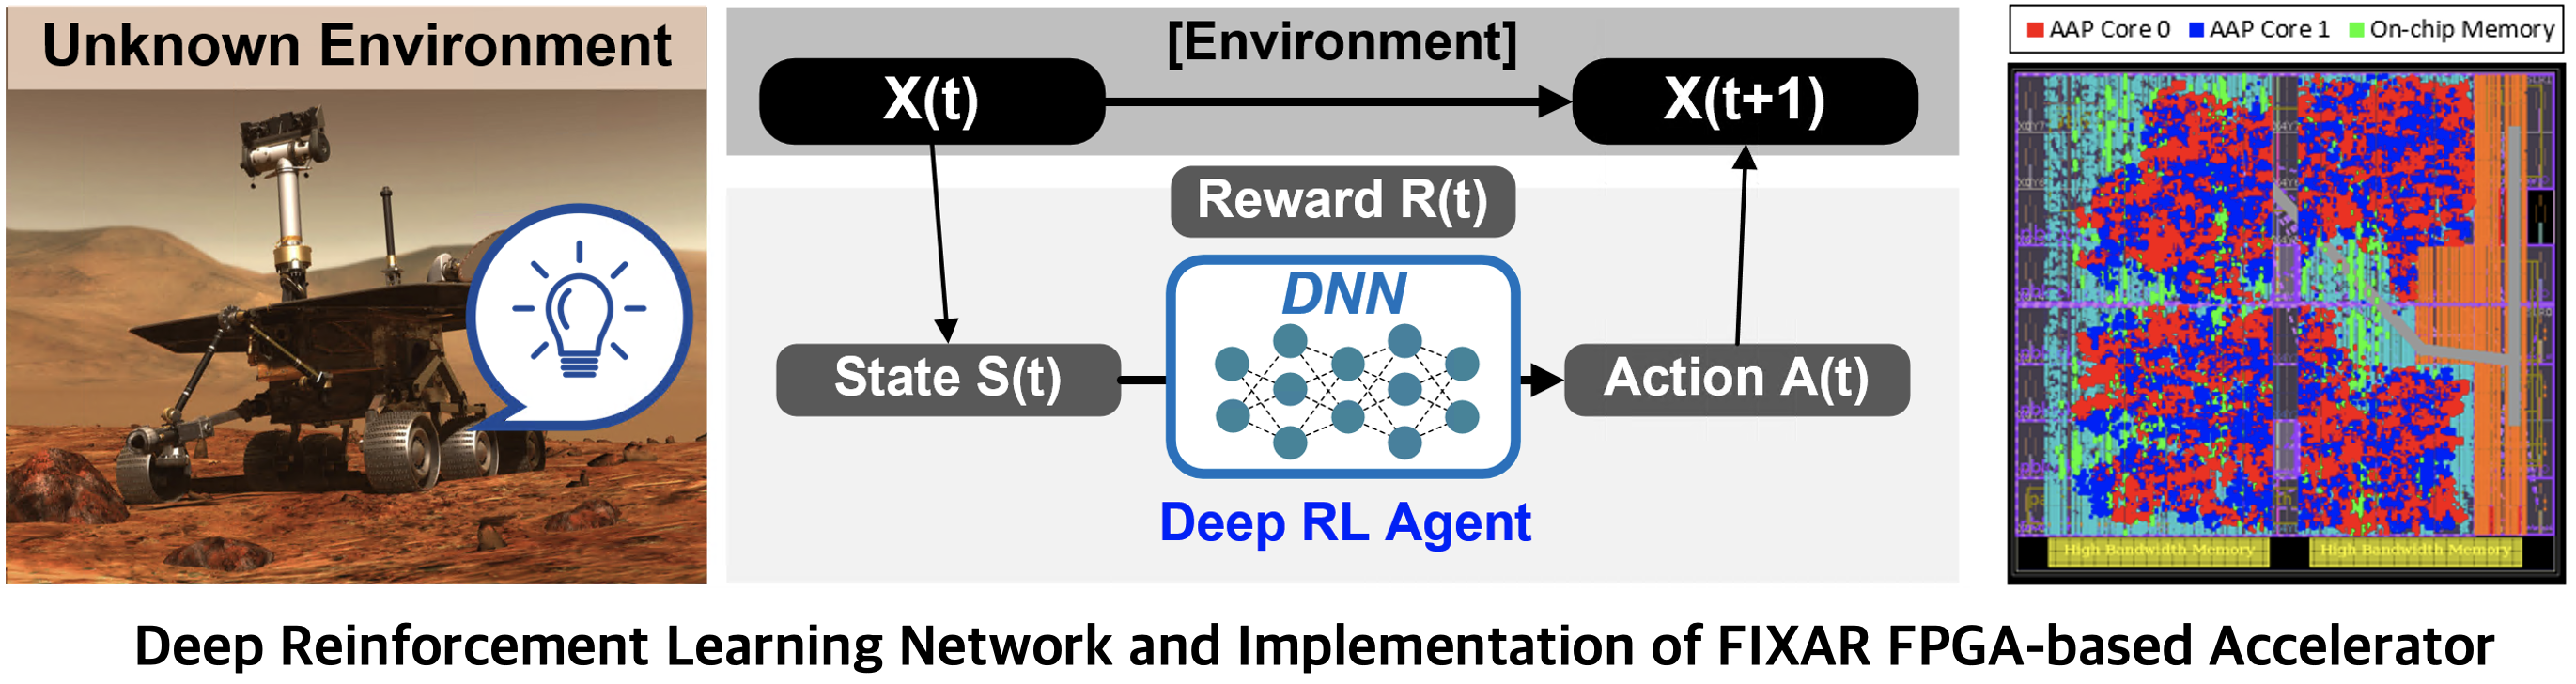 Unknown Environment
[Environment]
X(t)
X(t+1)
Reward R(t)
DNN
State S(t)
Action A(t)
Deep RL Agent
AAP Core 0 AAP Core 1 On-chip Memory
High Bandwidth Memory
High Bandwidth Memory
Deep Reinforcement Learning Network and Implementation of FIXAR FPGA-based Accelerator